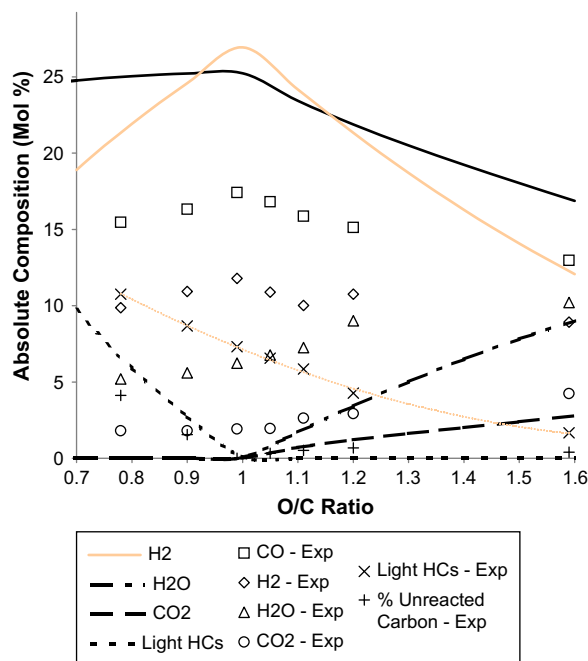 Absolute Composition (Mol %)
25
20
15
10
5
0
0.7 0.8 0.9 1 1.1 1.2 1.3 1.4 1.5 1.6
O/C Ratio
H2
H2O
CO2
Light HCs
CO - Exp
H2 - Exp
H2O - Exp
CO2 - Exp
Light HCs - Exp
% Unreacted
Carbon - Exp